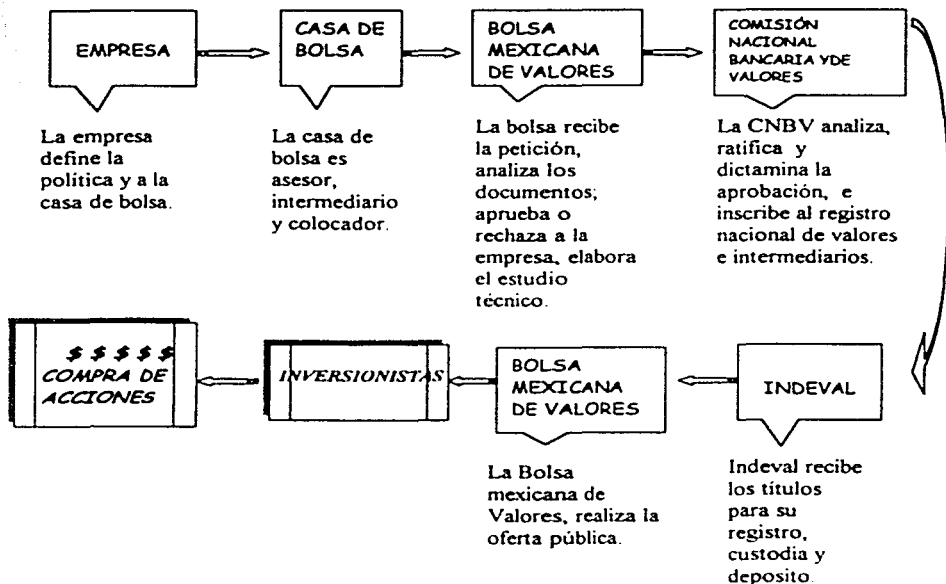 EMPRESA
La empresa
define la
política y a la
casa de bolsa.
CASA DE
BOLSA
La casa de
bolsa es
asesor,
intermediario
y colocador.
BOLSA
MEXICANA
DE VALORES
La bolsa recibe
la petición,
analiza los
documentos;
aprueba o
rechaza a la
empresa, elabora
el estudio
técnico.
COMISIÓN
NACIONAL
BANCARIA YDE
VALORES
La CNBV analiza,
ratifica y
dictamina la
aprobación, e
inscribe al registro
nacional de valores
e intermediarios.
INDEVAL
Indeval recibe
los títulos
para su
registro,
custodia y
deposito.
BOLSA
MEXICANA
DE VALORES
La Bolsa
mexicana de
Valores, realiza la
oferta pública.
INVERSIONISTAS
$ $ $ $ $
COMPRA DE
ACCIONES